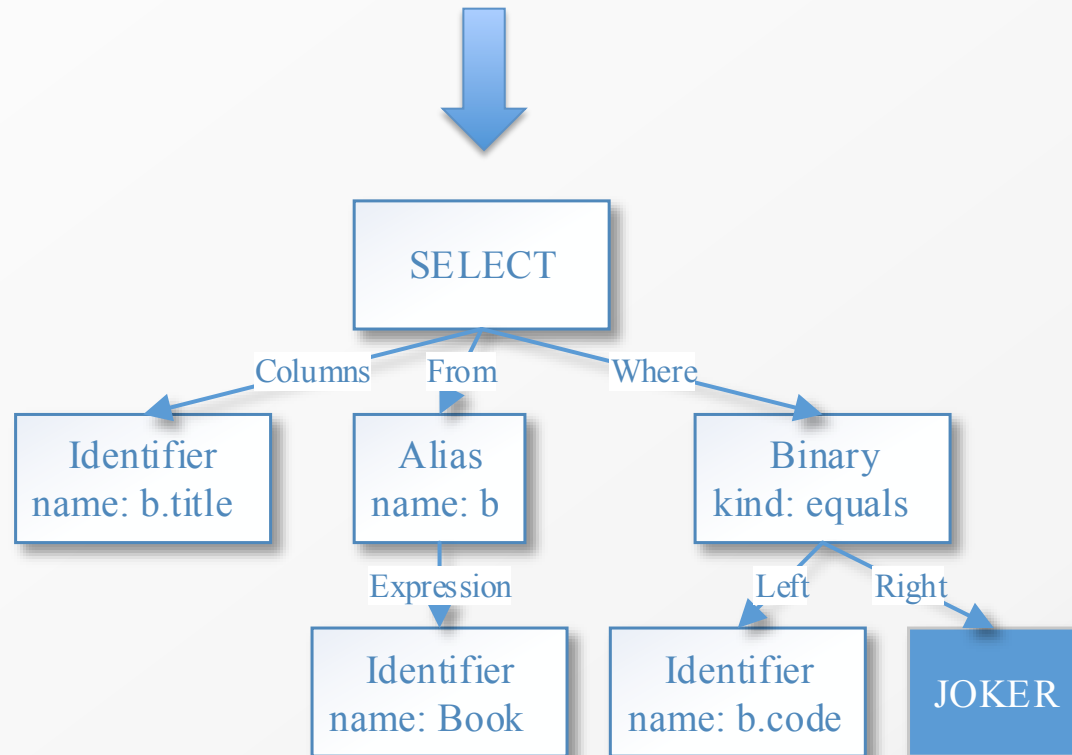 SELECT
Columns
From
Where
Identifier
name: b.title
Alias
name: b
Binary
kind: equals
Expression
Left
Right
Identifier
name: Book
Identifier
name: b.code
JOKER